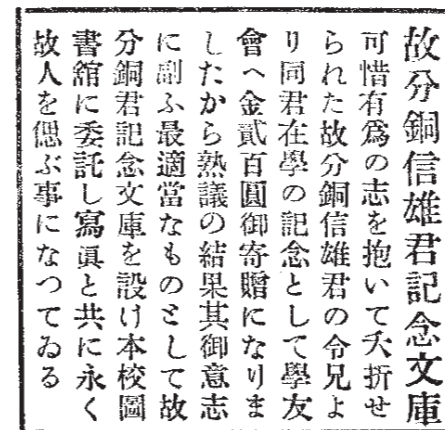 故分銅信雄君記念文庫
可惜有爲の志を抱いて夭折せ
られた故分銅信雄君の令兄よ
り同君在學の記念として學友
會へ金貳百圓御寄贈になりま
したから熟議の結果其御意志
に副ふ最適當なものとして故
分銅君記念文庫を設け本校圖
書舘に委託し寫眞と共に永く
故人を偲ぶ事になつてゐる